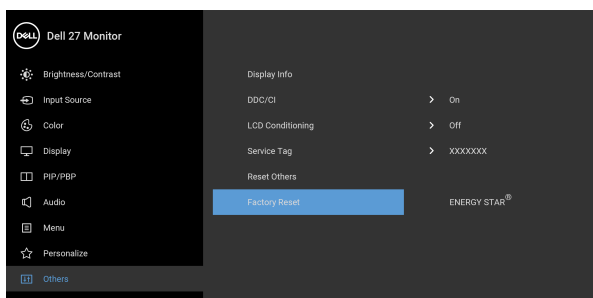 DELL Dell 27 Monitor
Brightness/Contrast Display Info
Input Source DDC/CI On
Color LCD Conditioning Off
Display Service Tag XXXXXXX
PIP/PBP Reset Others
Audio Factory Reset ENERGY STAR®
Menu
Personalize
Others